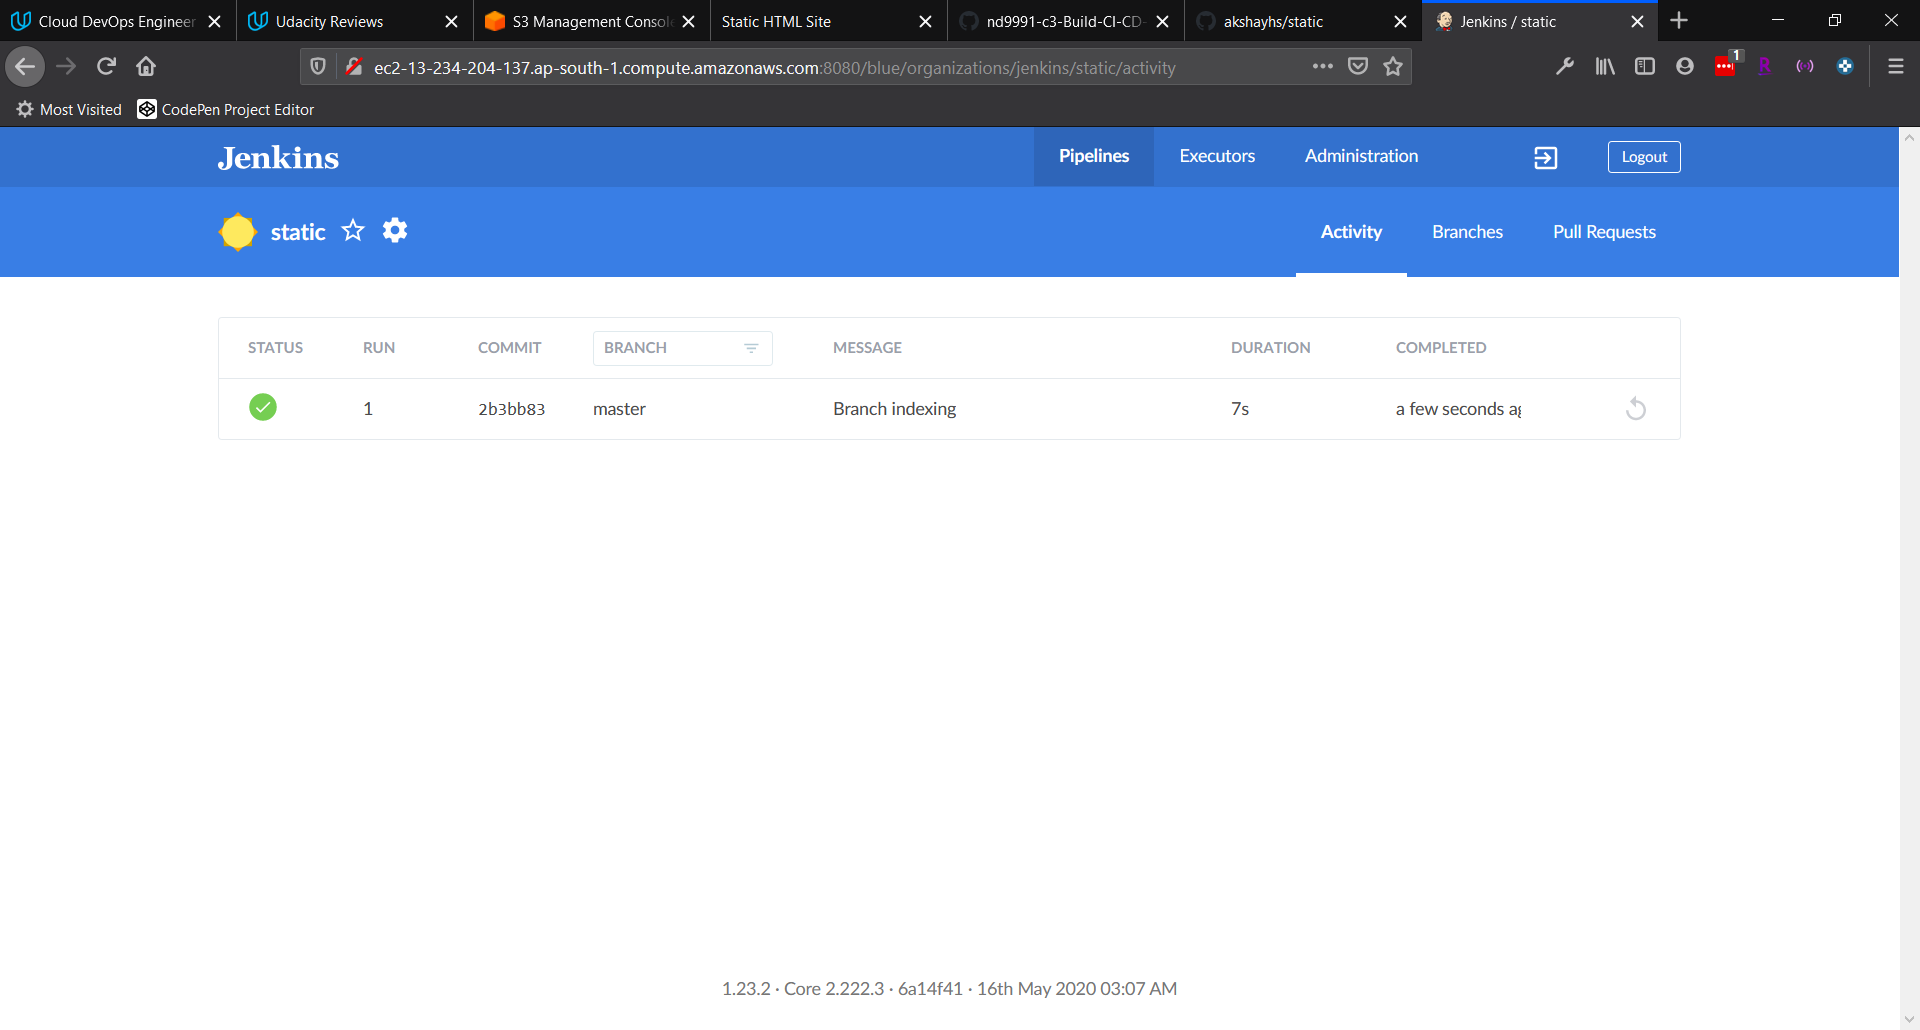 Cloud DevOps Engineer
Udacity Reviews
S3 Management Console
Static HTML Site
nd9991-c3-Build-CI-CD-
akshayhs/static
Jenkins / static
ec2-13-234-204-137.ap-south-1.compute.amazonaws.com:8080/blue/organizations/jenkins/static/activity
1
Most Visited
CodePen Project Editor
Jenkins
Pipelines
Executors
Administration
Logout
static
Activity
Branches
Pull Requests
STATUS RUN COMMIT BRANCH MESSAGE DURATION COMPLETED
1 2b3bb83 master Branch indexing 7s a few seconds ag
1.23.2 · Core 2.222.3 · 6a14f41 · 16th May 2020 03:07 AM